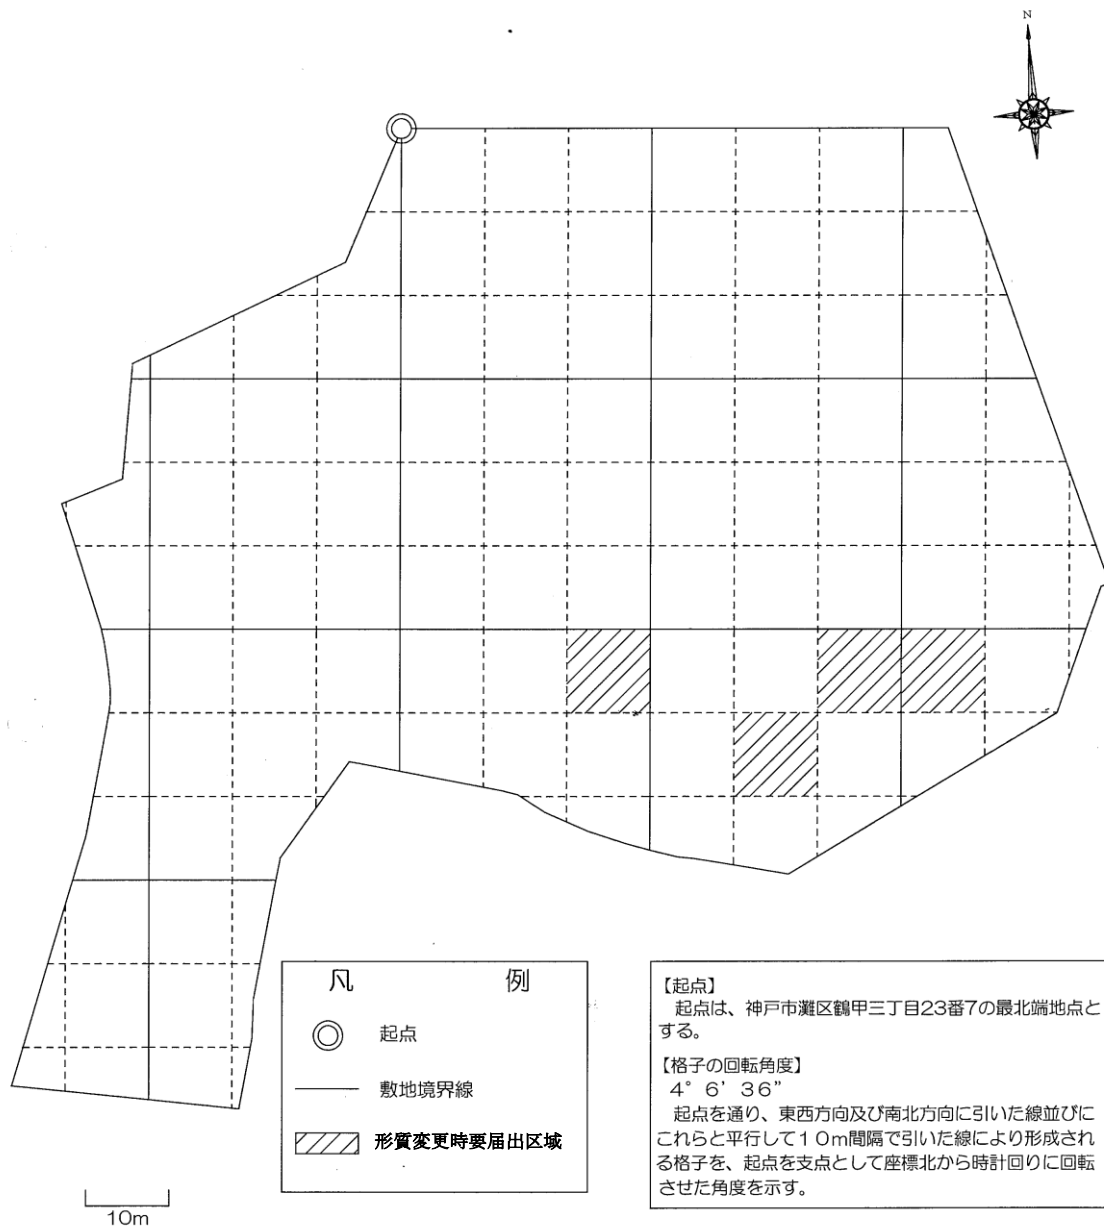 N
凡 例
起点
敷地境界線
形質変更時要届出区域
10m
【起点】
起点は、神戸市灘区鶴甲三丁目23番7の最北端地点と
する。
【格子の回転角度】
4° 6' 36”
起点を通り、東西方向及び南北方向に引いた線並びに
これらと平行して10m間隔で引いた線により形成され
る格子を、起点を支点として座標北から時計回りに回転
させた角度を示す。